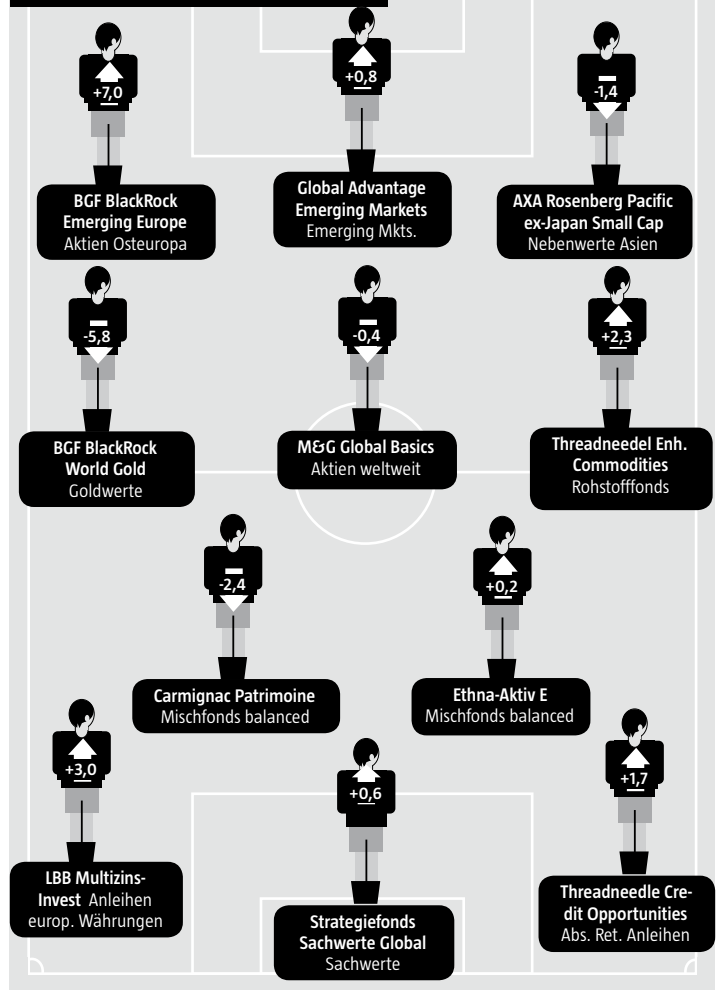 +7,0
BGF BlackRock
Emerging Europe
Aktien Osteuropa
+0,8
Global Advantage
Emerging Markets
Emerging Mkts.
-1,4
AXA Rosenberg Pacific
ex-Japan Small Cap
Nebenwerte Asien
-5,8
BGF BlackRock
World Gold
Goldwerte
-0,4
M&G Global Basics
Aktien weltweit
+2,3
Threadneedel Enh.
Commodities
Rohstofffonds
-2,4
Carmignac Patrimoine
Mischfonds balanced
+0,2
Ethna-Aktiv E
Mischfonds balanced
+3,0
LBB Multizins-
Invest Anleihen
europ. Währungen
+0,6
Strategiefonds
Sachwerte Global
Sachwerte
+1,7
Threadneedle Cre-
dit Opportunities
Abs. Ret. Anleihen